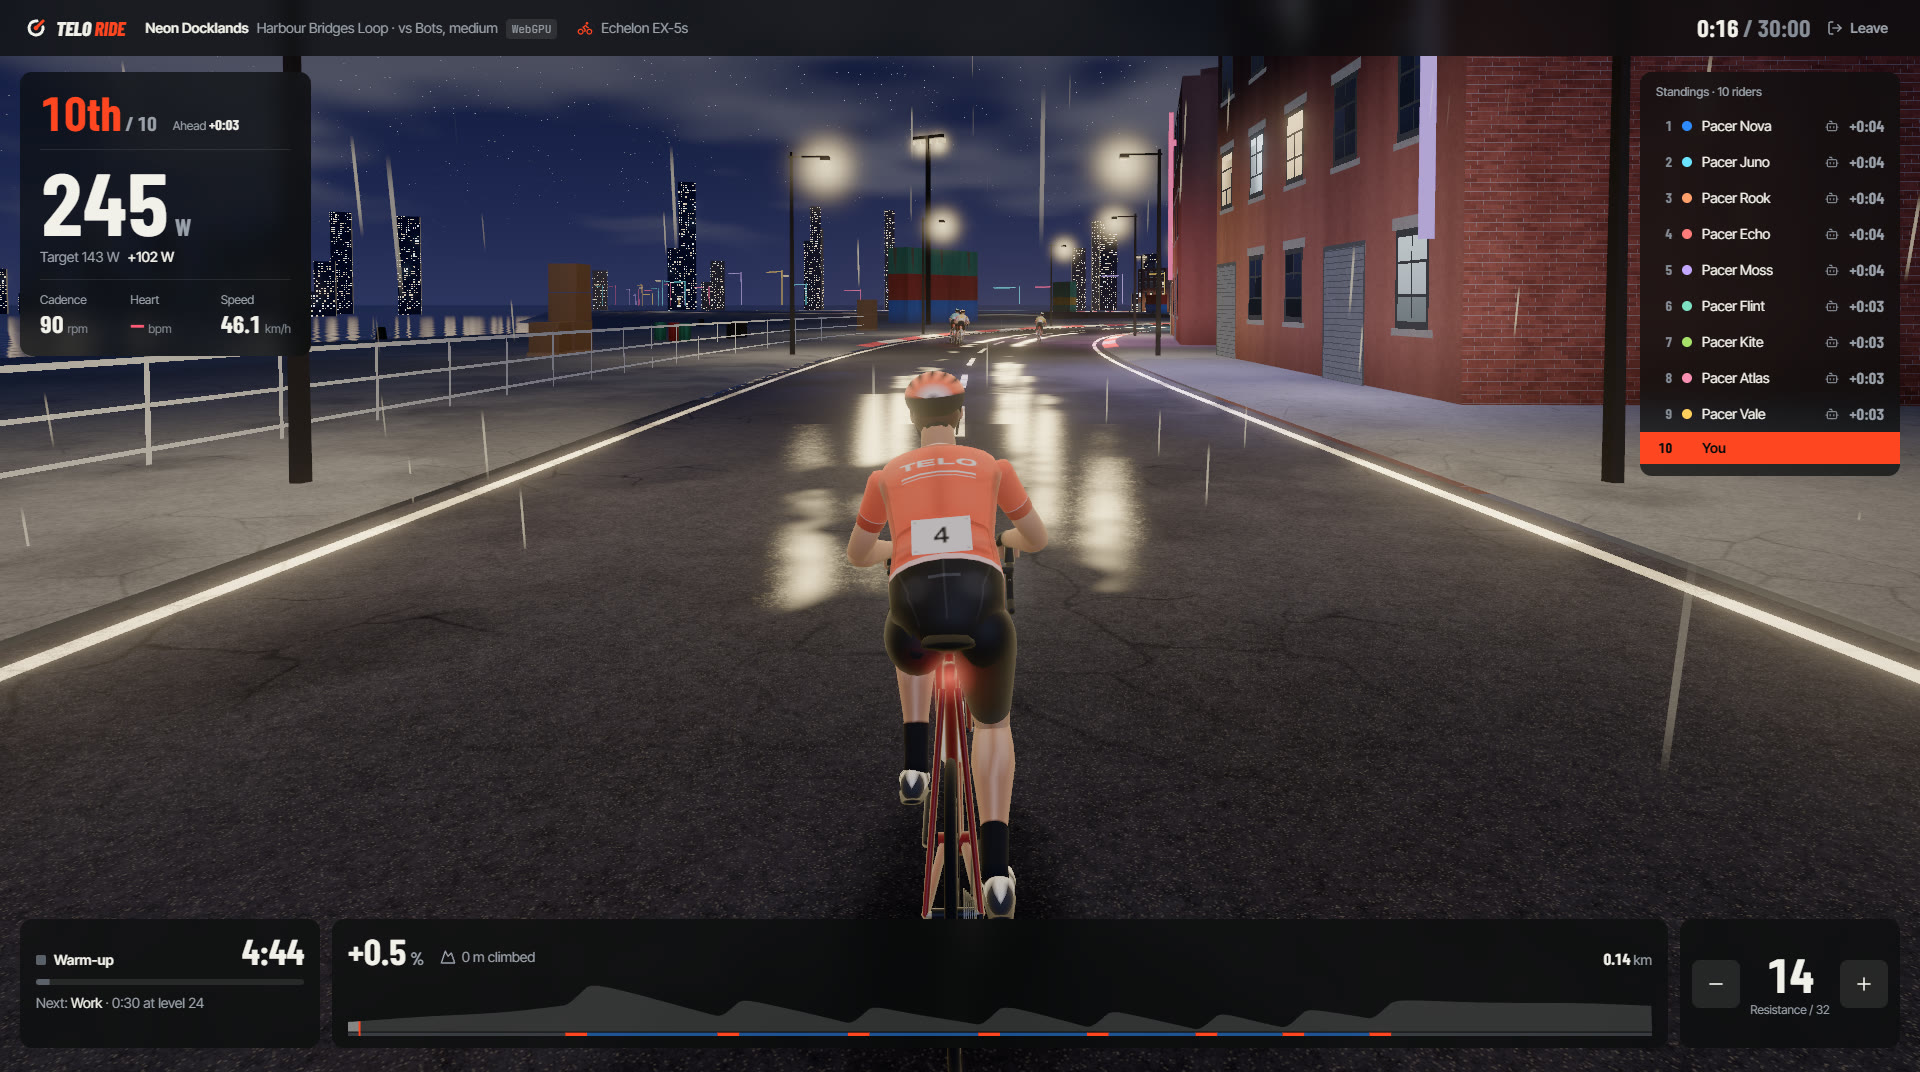 TELO RIDE Neon Docklands Harbour Bridges Loop · vs Bots, medium WebGPU Echelon EX-5s 0:16 / 30:00 Leave
10th / 10 Ahead +0:03
245 W
Target 143 W +102 W
Cadence Heart Speed
90 rpm — bpm 46.1 km/h
Standings · 10 riders
1 Pacer Nova +0:04
2 Pacer Juno +0:04
3 Pacer Rook +0:04
4 Pacer Echo +0:04
5 Pacer Moss +0:04
6 Pacer Flint +0:03
7 Pacer Kite +0:03
8 Pacer Atlas +0:03
9 Pacer Vale +0:03
10 You
TELO
4
Warm-up 4:44
Next: Work · 0:30 at level 24
+0.5 % 0 m climbed 0.14 km
− 14 +
Resistance / 32